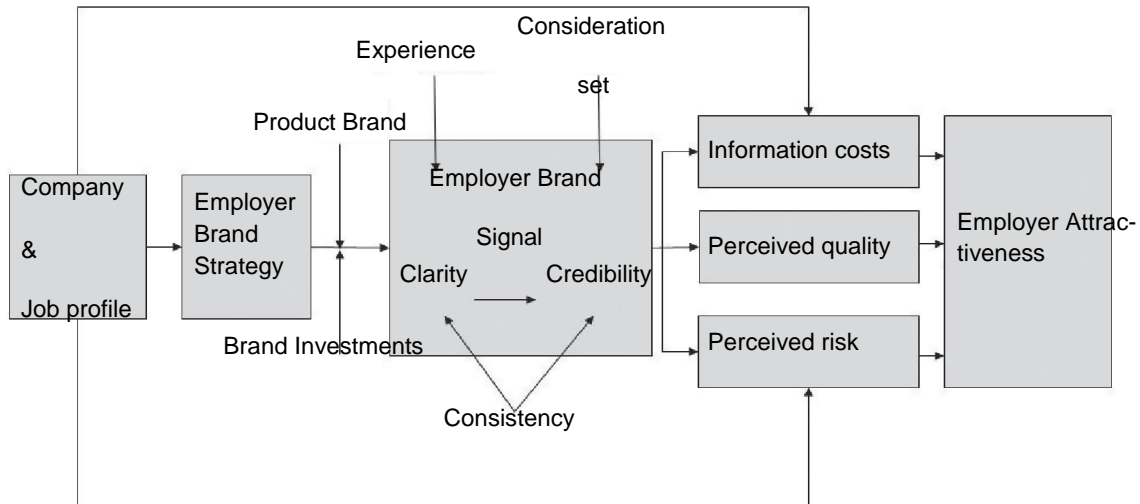 Consideration
set
Experience
Product Brand
Company
&
Job profile
Employer
Brand
Strategy
Brand Investments
Employer Brand
Signal
Clarity
Credibility
Consistency
Information costs
Perceived quality
Perceived risk
Employer Attrac-
tiveness